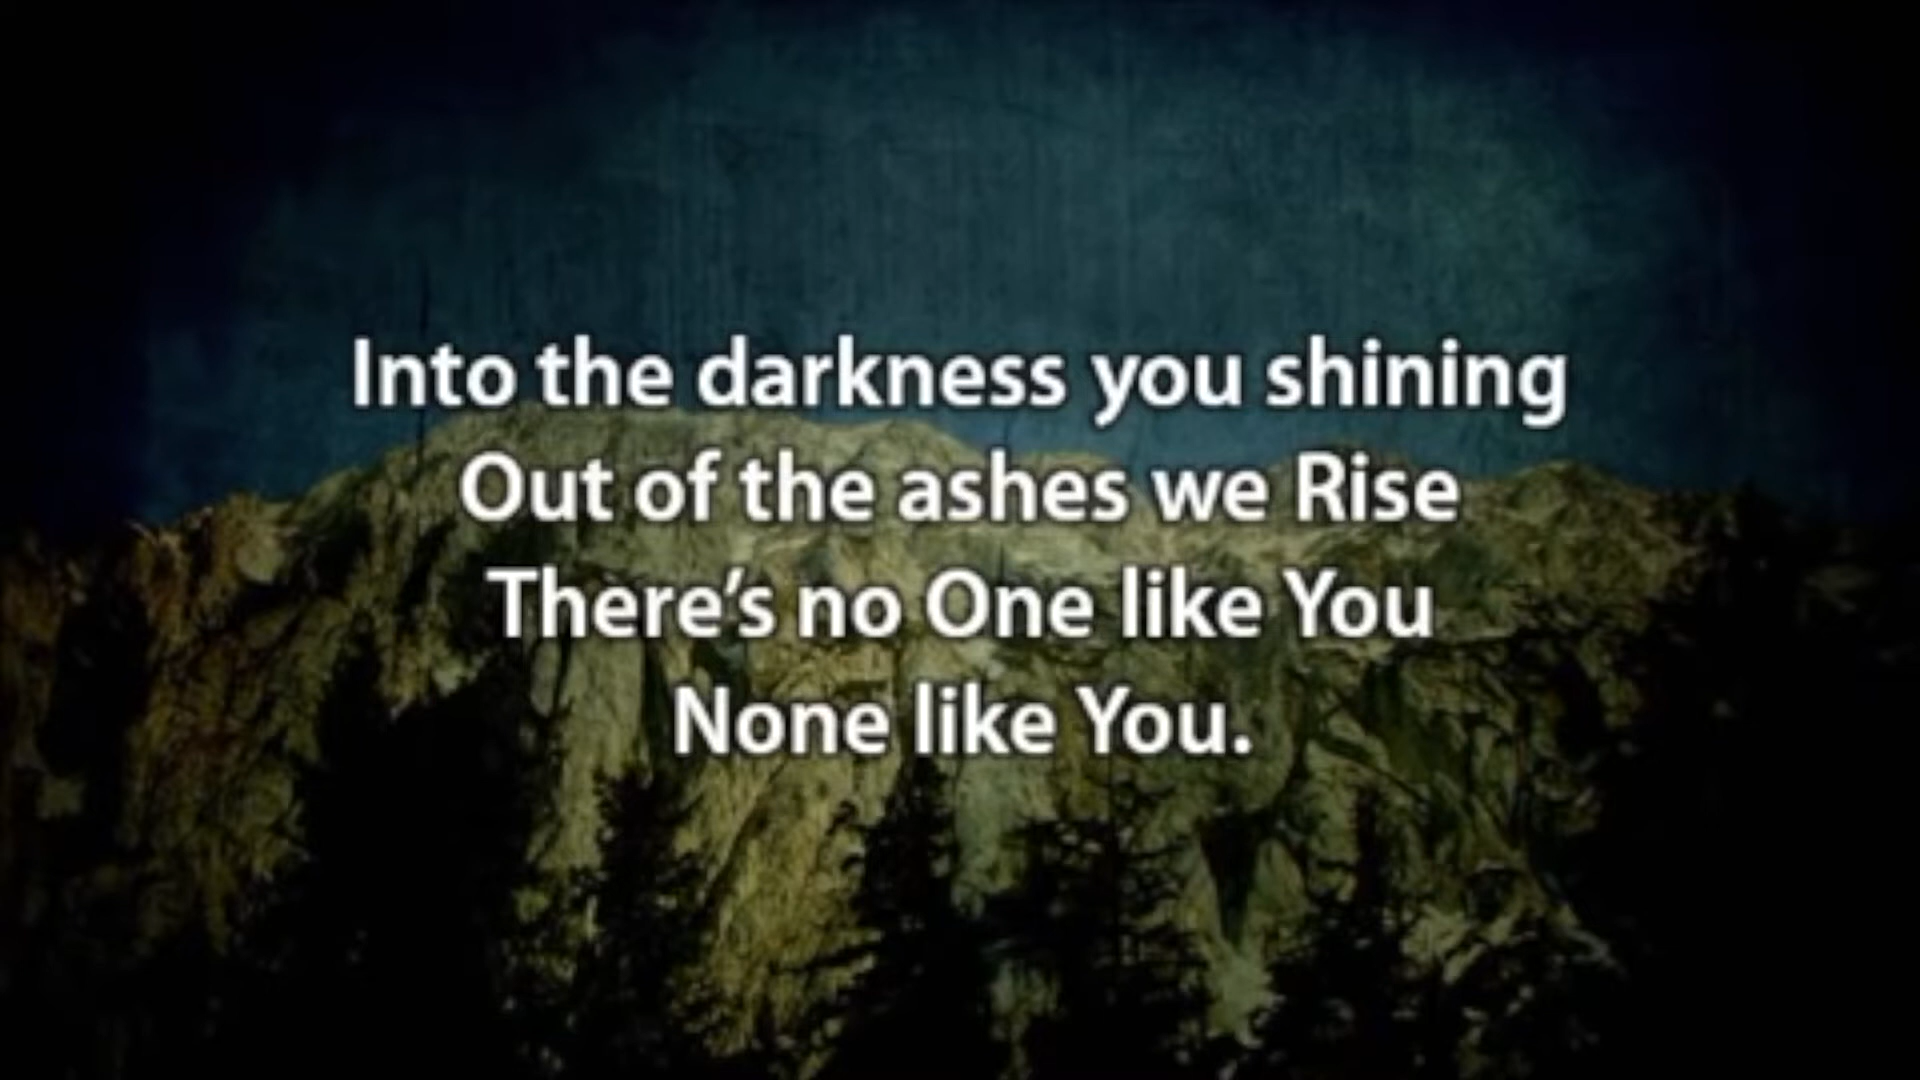 Into the darkness you shining
Out of the ashes we Rise
There's no One like You
None like You.